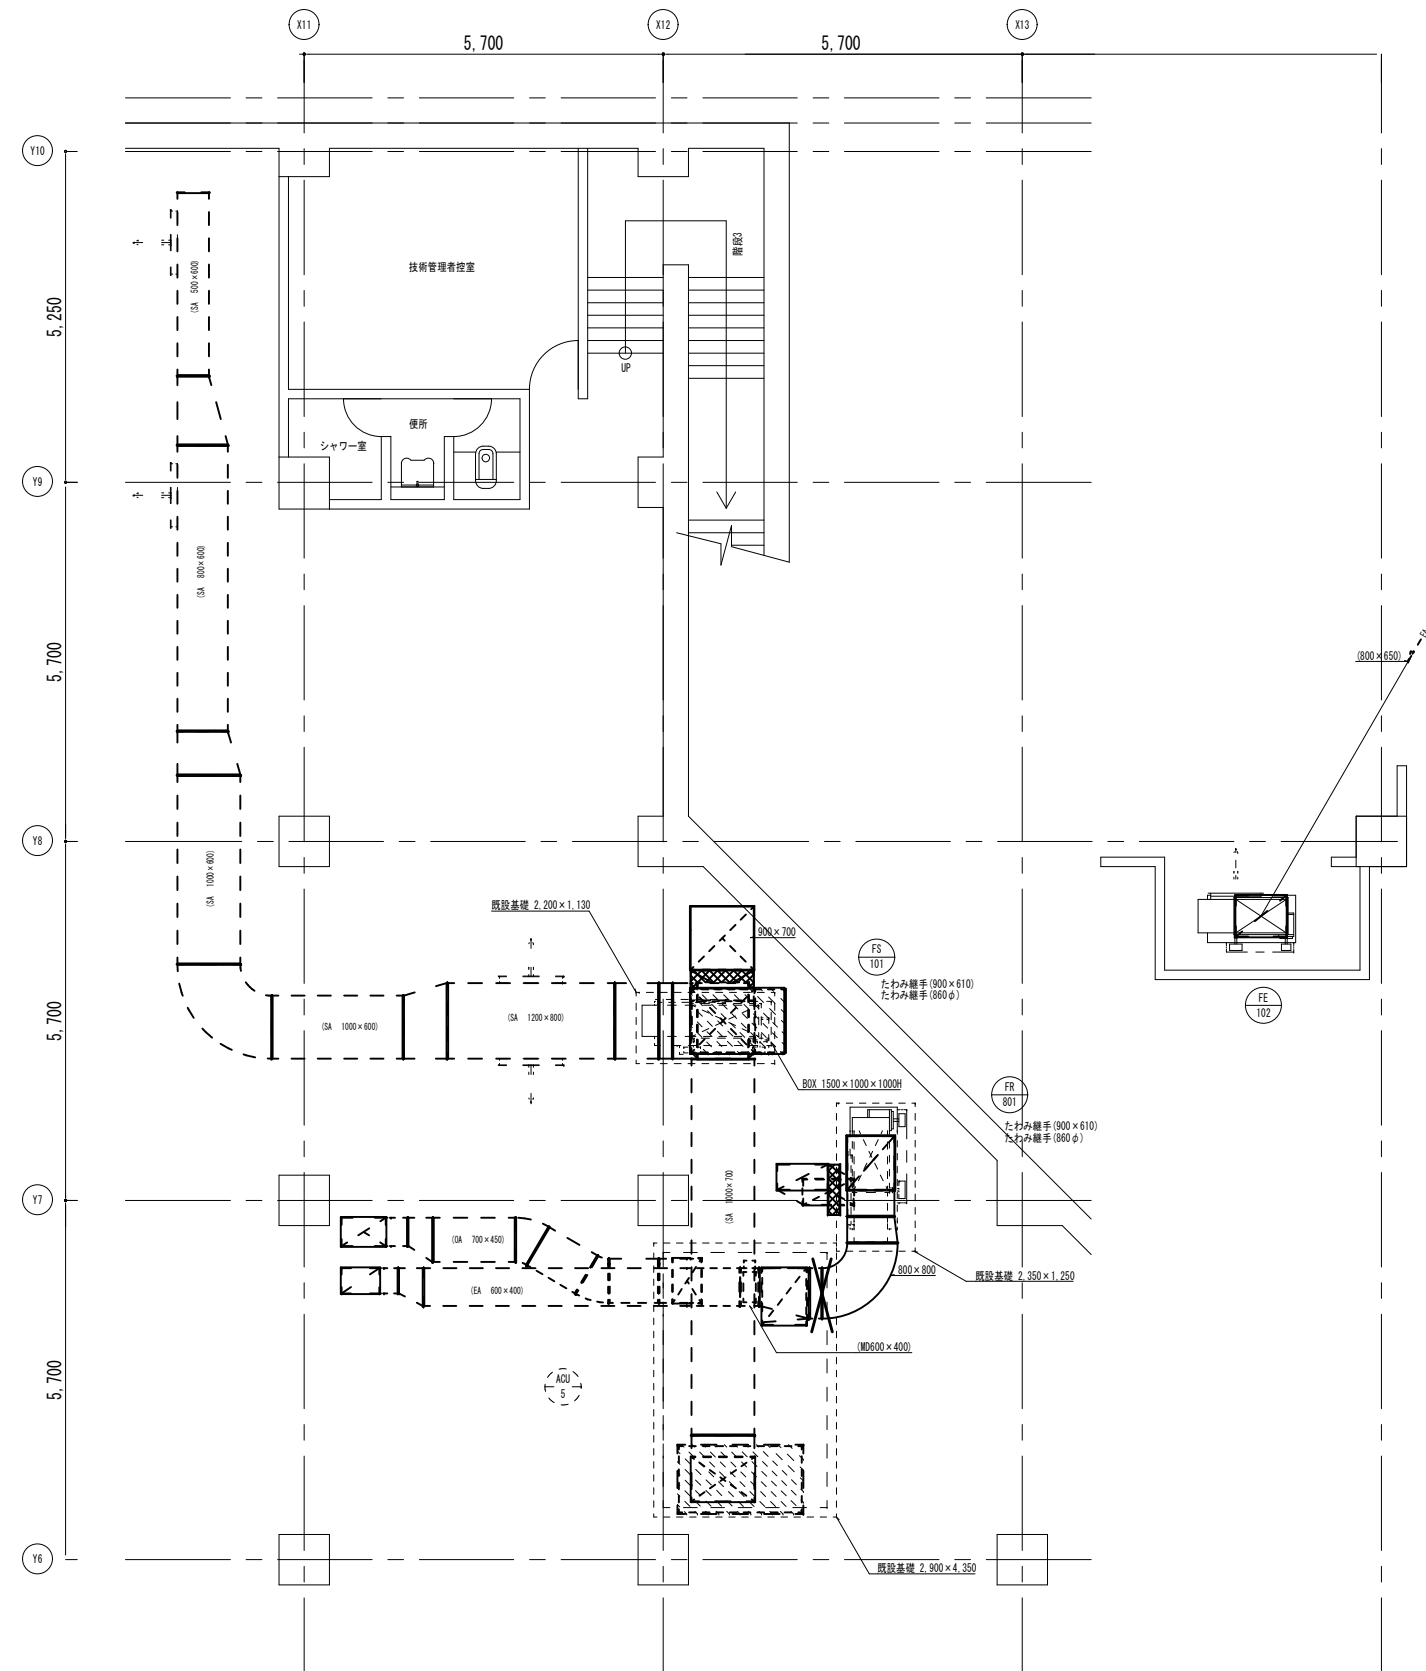 X11
X12
X13
5,700
5,700
Y10
5,250
技術管理者控室
階段3
UP
(SA 500×600)
便所
シャワー室
Y9
(SA 800×600)
5,700
(800×650)
Y8
(SA 1000×600)
既設基礎 2,200×1,130
900×700
FS
101
たわみ継手(900×610)
たわみ継手(860φ)
FE
102
(SA 1000×600)
(SA 1200×800)
5,700
BOX 1500×1000×1000H
FR
801
たわみ継手(900×610)
たわみ継手(860φ)
Y7
(SA 1000×700)
(OA 700×450)
800×800
既設基礎 2,350×1,250
(EA 600×400)
(MD600×400)
5,700
ACU
5
Y6
既設基礎 2,900×4,350